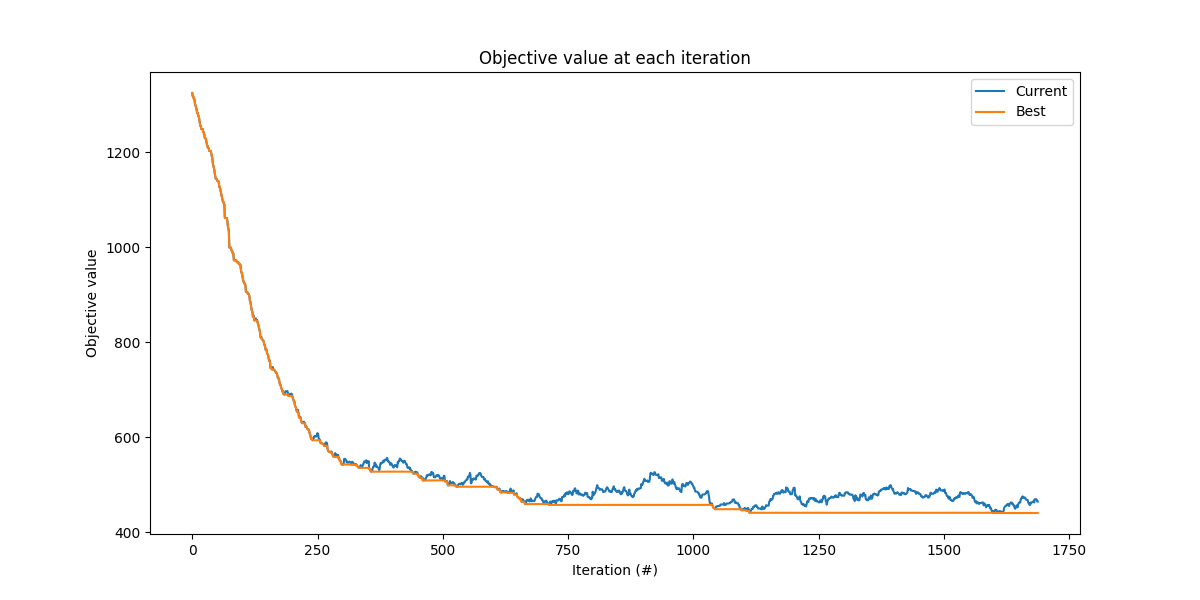 Objective value at each iteration
Current
Best
Objective value
1200
1000
800
600
400
0 250 500 750 1000 1250 1500 1750
Iteration (#)